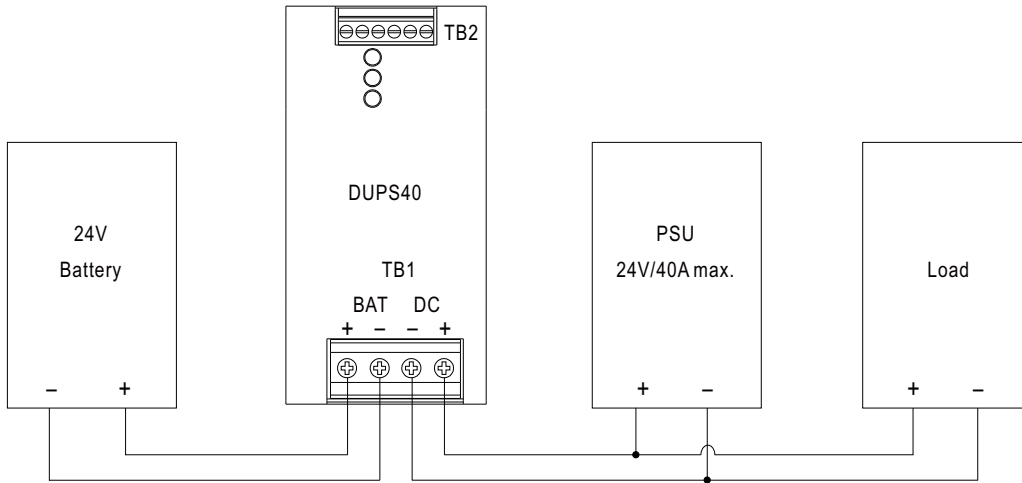 TB2
DUPS40
24V
Battery
TB1
BAT DC
+ − − +
− +
PSU
24V/40A max.
+ −
Load
+ −